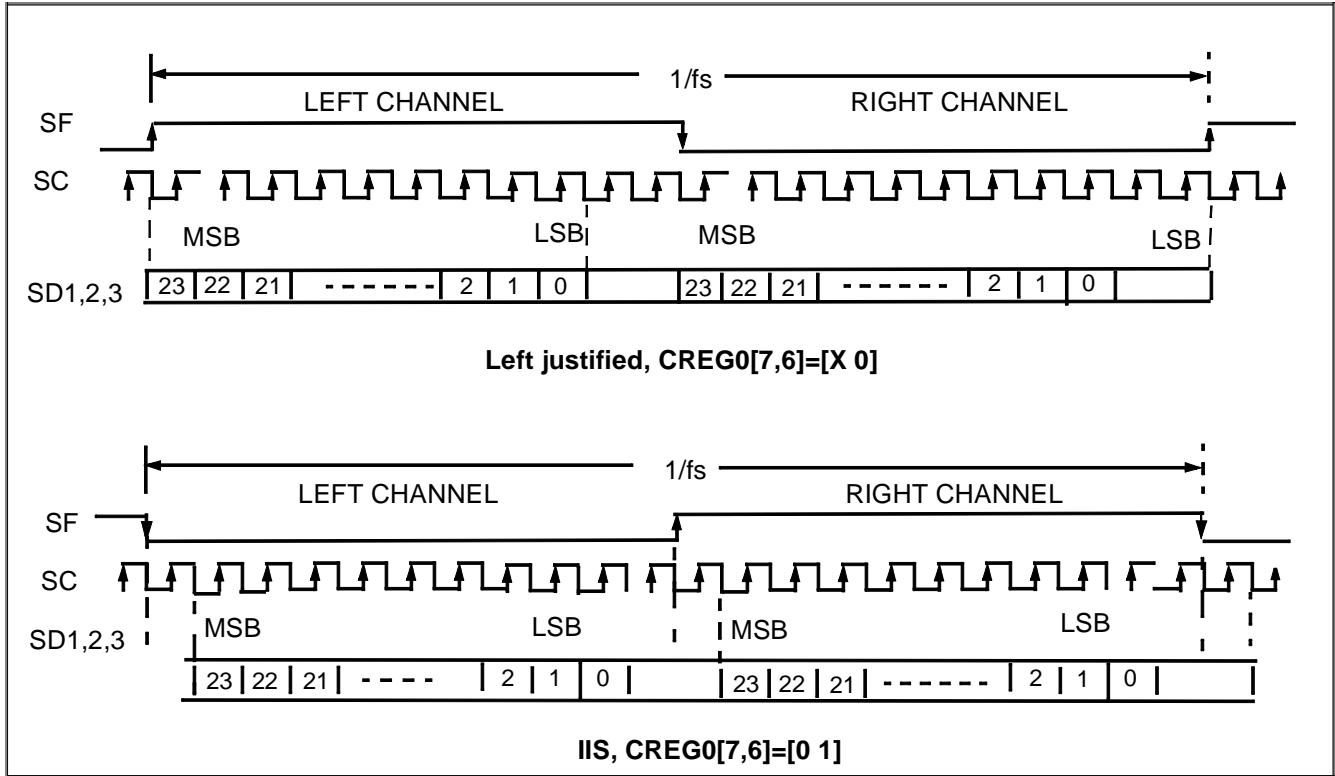 1/fs
LEFT CHANNEL RIGHT CHANNEL
SF
SC
MSB LSB MSB LSB
SD1,2,3 23 22 21 ------ 2 1 0 23 22 21 ------ 2 1 0
Left justified, CREG0[7,6]=[X 0]
1/fs
LEFT CHANNEL RIGHT CHANNEL
SF
SC
MSB LSB MSB LSB
SD1,2,3
23 22 21 ---- 2 1 0 23 22 21 ------ 2 1 0
IIS, CREG0[7,6]=[0 1]